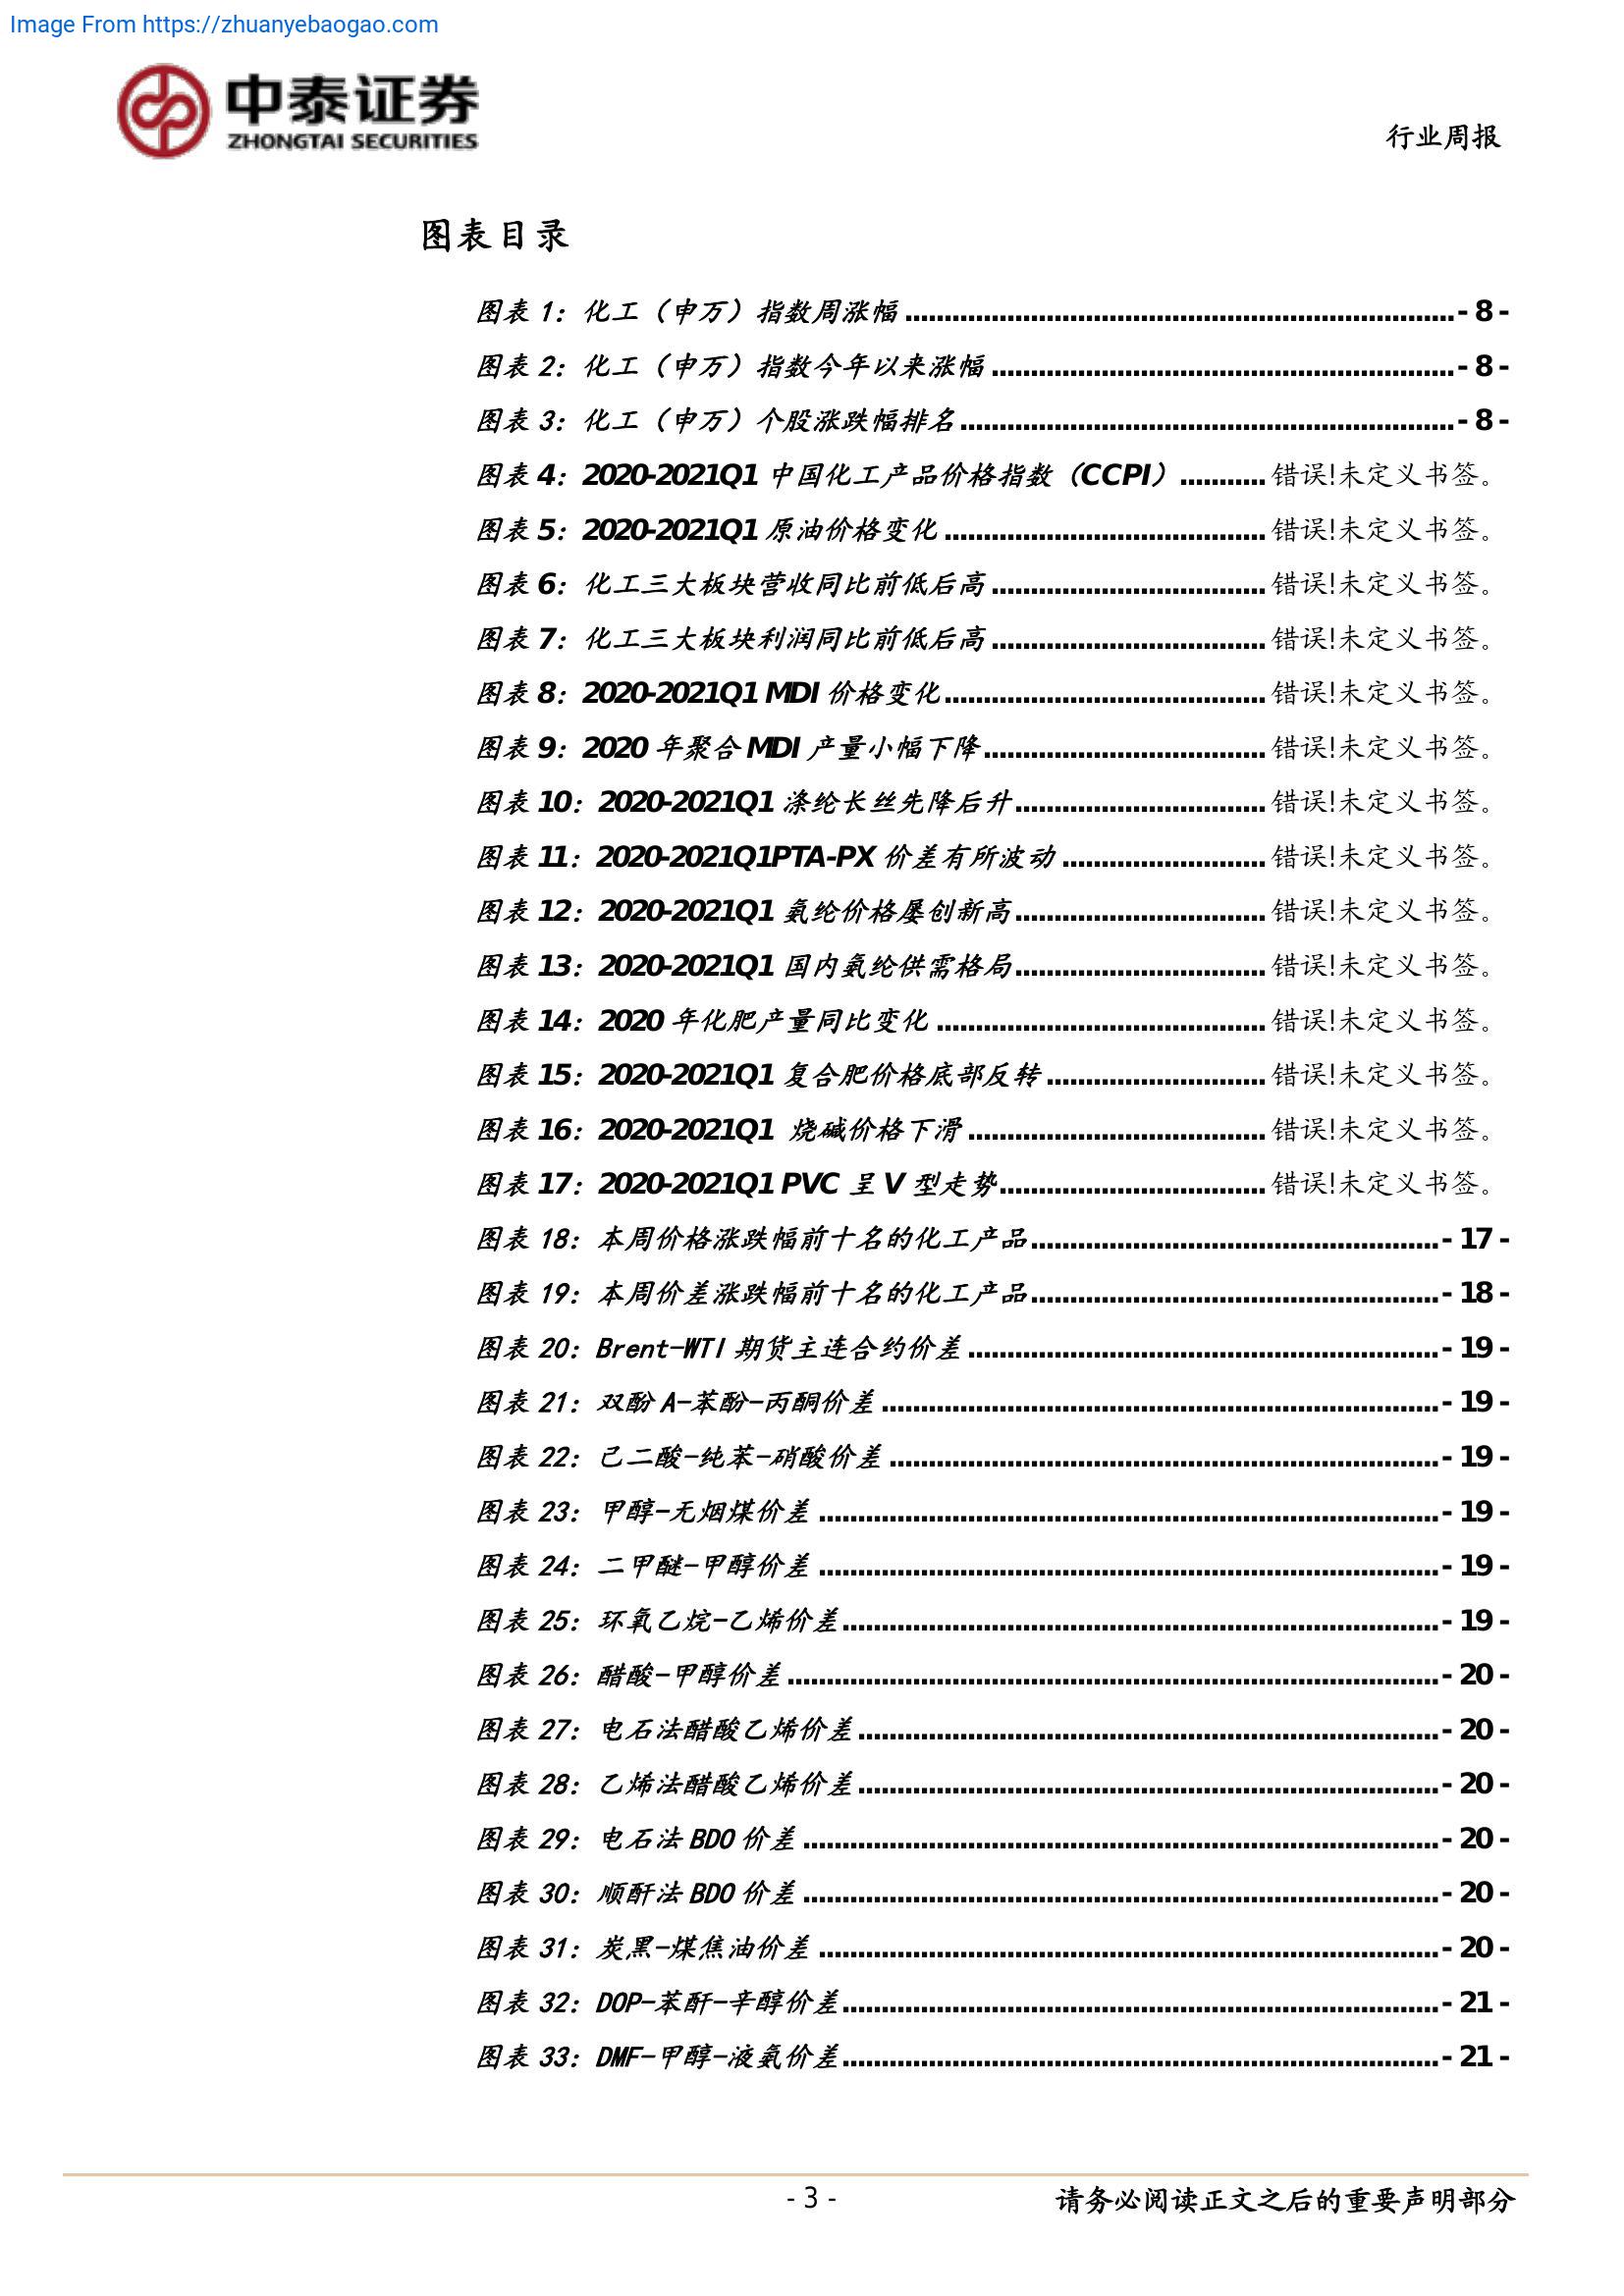 Image From https://zhuanyebaogao.com
中泰证券
ZHONGTAI SECURITIES
行业周报
图表目录
图表 1：化工（申万）指数周涨幅 - 8 -
图表 2：化工（申万）指数今年以来涨幅 - 8 -
图表 3：化工（申万）个股涨跌幅排名 - 8 -
图表 4：2020-2021Q1 中国化工产品价格指数（CCPI） 错误!未定义书签。
图表 5：2020-2021Q1 原油价格变化 错误!未定义书签。
图表 6：化工三大板块营收同比前低后高 错误!未定义书签。
图表 7：化工三大板块利润同比前低后高 错误!未定义书签。
图表 8：2020-2021Q1 MDI 价格变化 错误!未定义书签。
图表 9：2020 年聚合 MDI 产量小幅下降 错误!未定义书签。
图表 10：2020-2021Q1 涤纶长丝先降后升 错误!未定义书签。
图表 11：2020-2021Q1PTA-PX 价差有所波动 错误!未定义书签。
图表 12：2020-2021Q1 氨纶价格屡创新高 错误!未定义书签。
图表 13：2020-2021Q1 国内氨纶供需格局 错误!未定义书签。
图表 14：2020 年化肥产量同比变化 错误!未定义书签。
图表 15：2020-2021Q1 复合肥价格底部反转 错误!未定义书签。
图表 16：2020-2021Q1 烧碱价格下滑 错误!未定义书签。
图表 17：2020-2021Q1 PVC 呈 V 型走势 错误!未定义书签。
图表 18：本周价格涨跌幅前十名的化工产品 - 17 -
图表 19：本周价差涨跌幅前十名的化工产品 - 18 -
图表 20：Brent-WTI 期货主连合约价差 - 19 -
图表 21：双酚 A-苯酚-丙酮价差 - 19 -
图表 22：己二酸-纯苯-硝酸价差 - 19 -
图表 23：甲醇-无烟煤价差 - 19 -
图表 24：二甲醚-甲醇价差 - 19 -
图表 25：环氧乙烷-乙烯价差 - 19 -
图表 26：醋酸-甲醇价差 - 20 -
图表 27：电石法醋酸乙烯价差 - 20 -
图表 28：乙烯法醋酸乙烯价差 - 20 -
图表 29：电石法 BDO 价差 - 20 -
图表 30：顺酐法 BDO 价差 - 20 -
图表 31：炭黑-煤焦油价差 - 20 -
图表 32：DOP-苯酐-辛醇价差 - 21 -
图表 33：DMF-甲醇-液氨价差 - 21 -
- 3 -
请务必阅读正文之后的重要声明部分